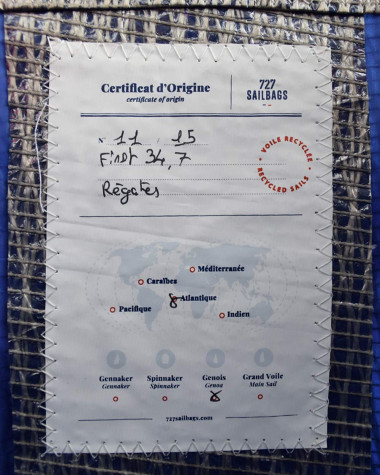 Certificat d'Origine
certificate of origin
727
SAILBAGS
N° 11 15
First 34,7
Régates
VOILE RECYCLÉE
RECYCLED SAILS
Méditerranée
Caraïbes
Atlantique
Pacifique
Indien
Gennaker
Gennaker
Spinnaker
Spinnaker
Genois
Genoa
Grand Voile
Main Sail
727sailbags.com